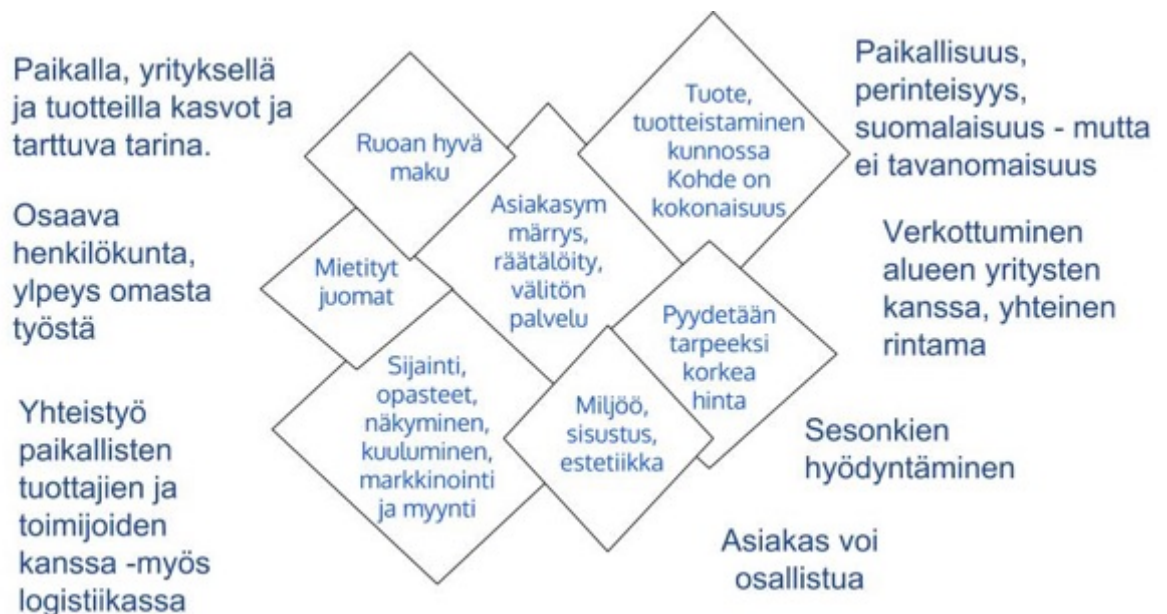 Paikalla, yrityksellä
ja tuotteilla kasvot ja
tarttuva tarina.
Osaava
henkilökunta,
ylpeys omasta
työstä
Yhteistyö
paikallisten
tuottajien ja
toimijoiden
kanssa -myös
logistiikassa
Ruoan hyvä
maku
Mietityt
juomat
Sijainti,
opasteet,
näkyminen,
kuuluminen,
markkinointi
ja myynti
Asiakasym
märrys,
räätälöity,
välitön
palvelu
Tuote,
tuotteistaminen
kunnossa
Kohde on
kokonaisuus
Pyydetään
tarpeeksi
korkea
hinta
Miljöö,
sisustus,
estetiikka
Paikallisuus,
perinteisyys,
suomalaisuus - mutta
ei tavanomaisuus
Verkottuminen
alueen yritysten
kanssa, yhteinen
rintama
Sesonkien
hyödyntäminen
Asiakas voi
osallistua